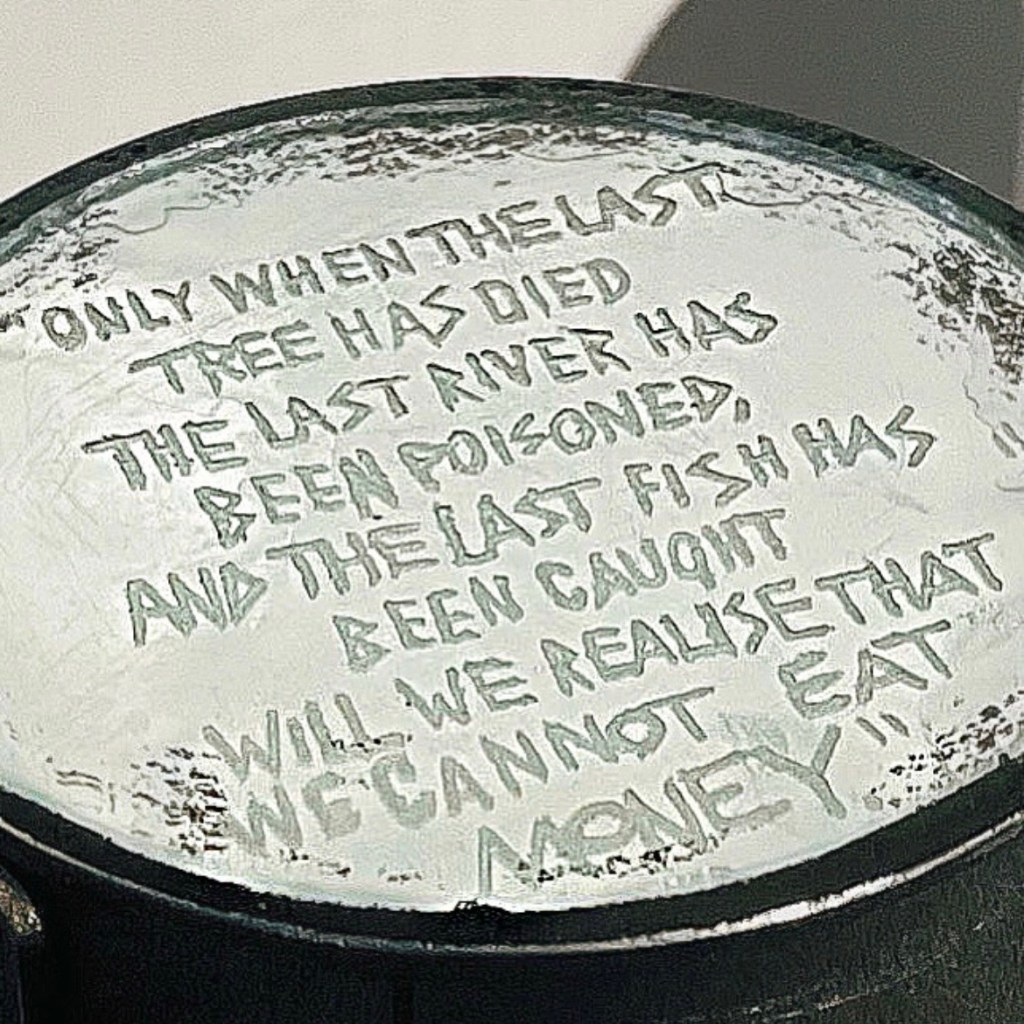 "ONLY WHEN THE LAST
TREE HAS DIED
THE LAST RIVER HAS
BEEN POISONED,
AND THE LAST FISH HAS
BEEN CAUGHT
WILL WE REALISE THAT
WE CANNOT EAT
MONEY"